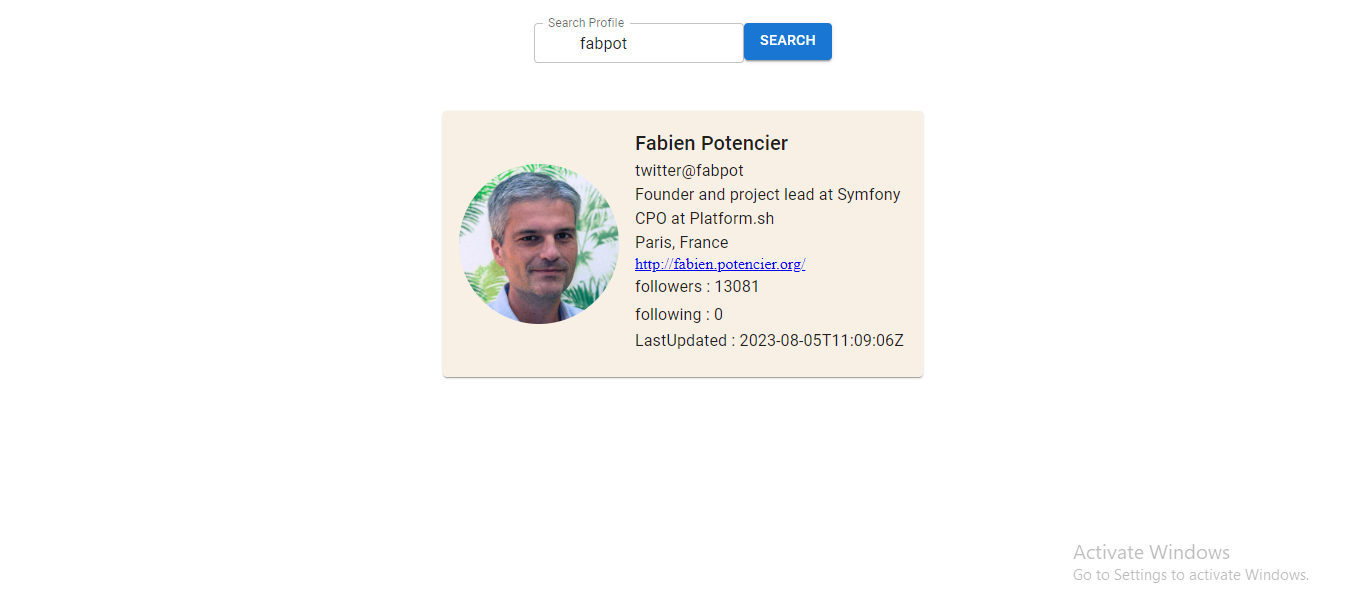 Search Profile
fabpot
SEARCH
Fabien Potencier
twitter@fabpot
Founder and project lead at Symfony
CPO at Platform.sh
Paris, France
http://fabien.potencier.org/
followers : 13081
following : 0
LastUpdated : 2023-08-05T11:09:06Z
Activate Windows
Go to Settings to activate Windows.